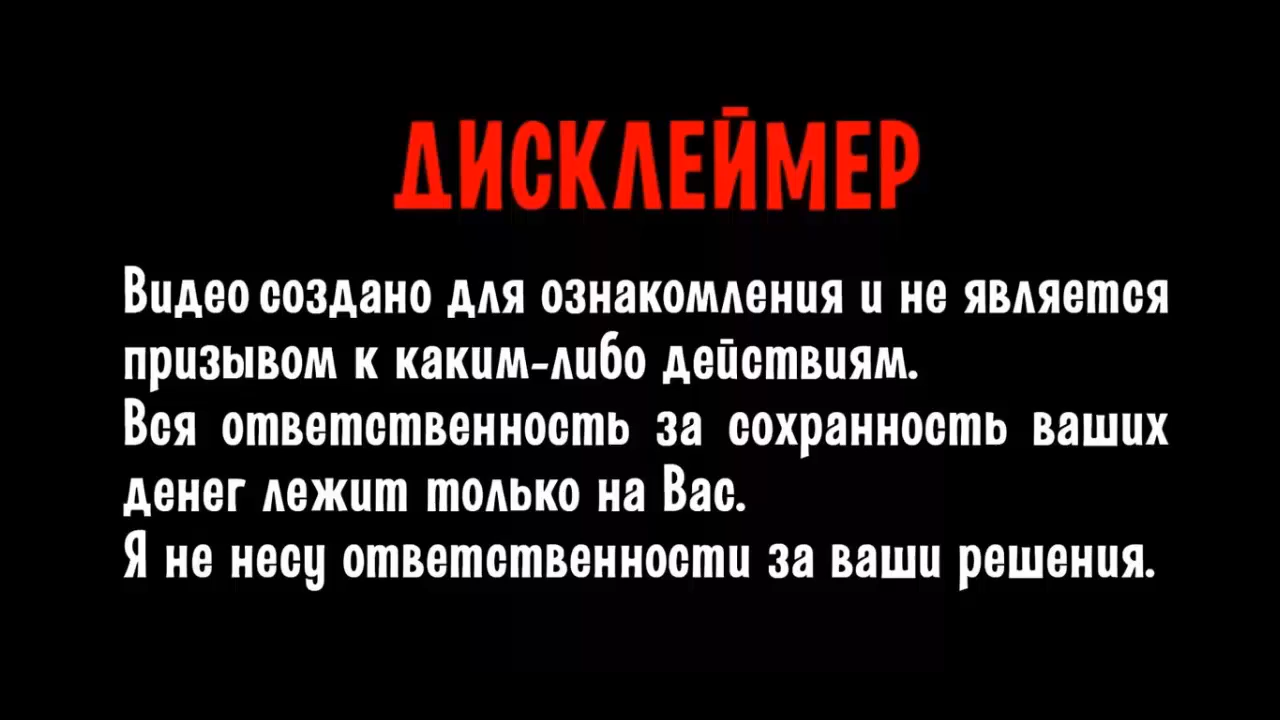 ДИСКЛЕЙМЕР
Видео создано для ознакомления и не является
призывом к каким-либо действиям.
Вся ответственность за сохранность ваших
денег лежит только на Вас.
Я не несу ответственности за ваши решения.